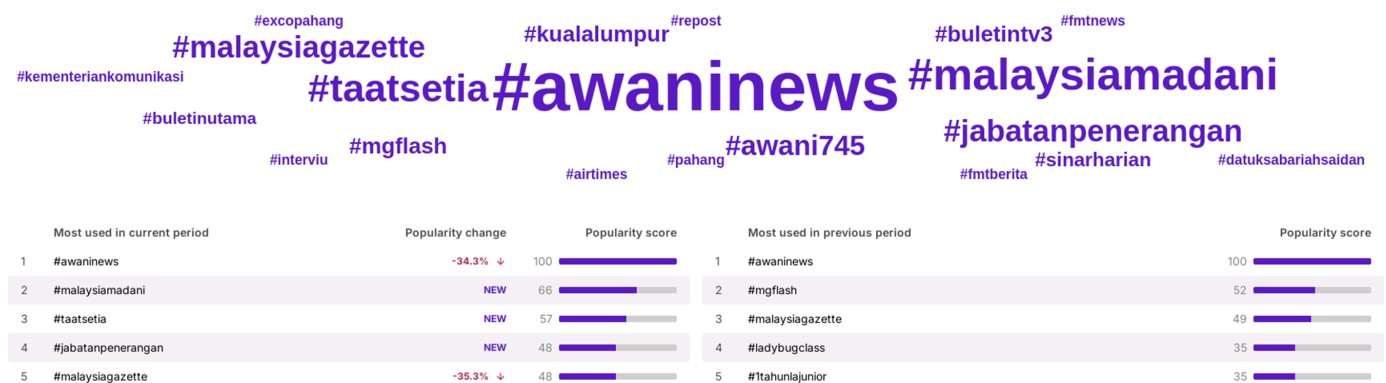 #excopahang #repost #fmtnews
#malaysiagazette #kualalumpur #buletintv3
#kementeriankomunikasi #taatsetia #awaninews #malaysiamadani
#buletinutama #jabatanpenerangan
#mgflash #awani745
#interviu #pahang #sinarharian #datuksabariahsaidan
#airtimes #fmtberita
Most used in current period Popularity change Popularity score
1 #awaninews -34.3% ↓ 100
2 #malaysiamadani NEW 66
3 #taatsetia NEW 57
4 #jabatanpenerangan NEW 48
5 #malaysiagazette -35.3% ↓ 48
Most used in previous period Popularity score
1 #awaninews 100
2 #mgflash 52
3 #malaysiagazette 49
4 #ladybugclass 35
5 #1tahunlajunior 35